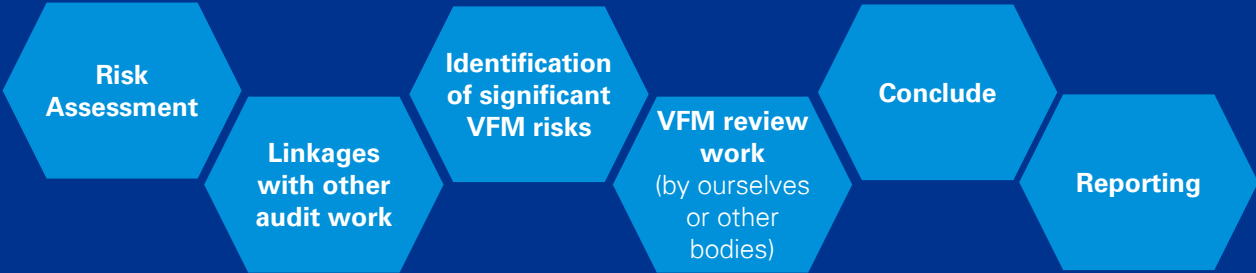 Risk
Assessment
Linkages
with other
audit work
Identification
of significant
VFM risks
VFM review
work
(by ourselves
or other
bodies)
Conclude
Reporting